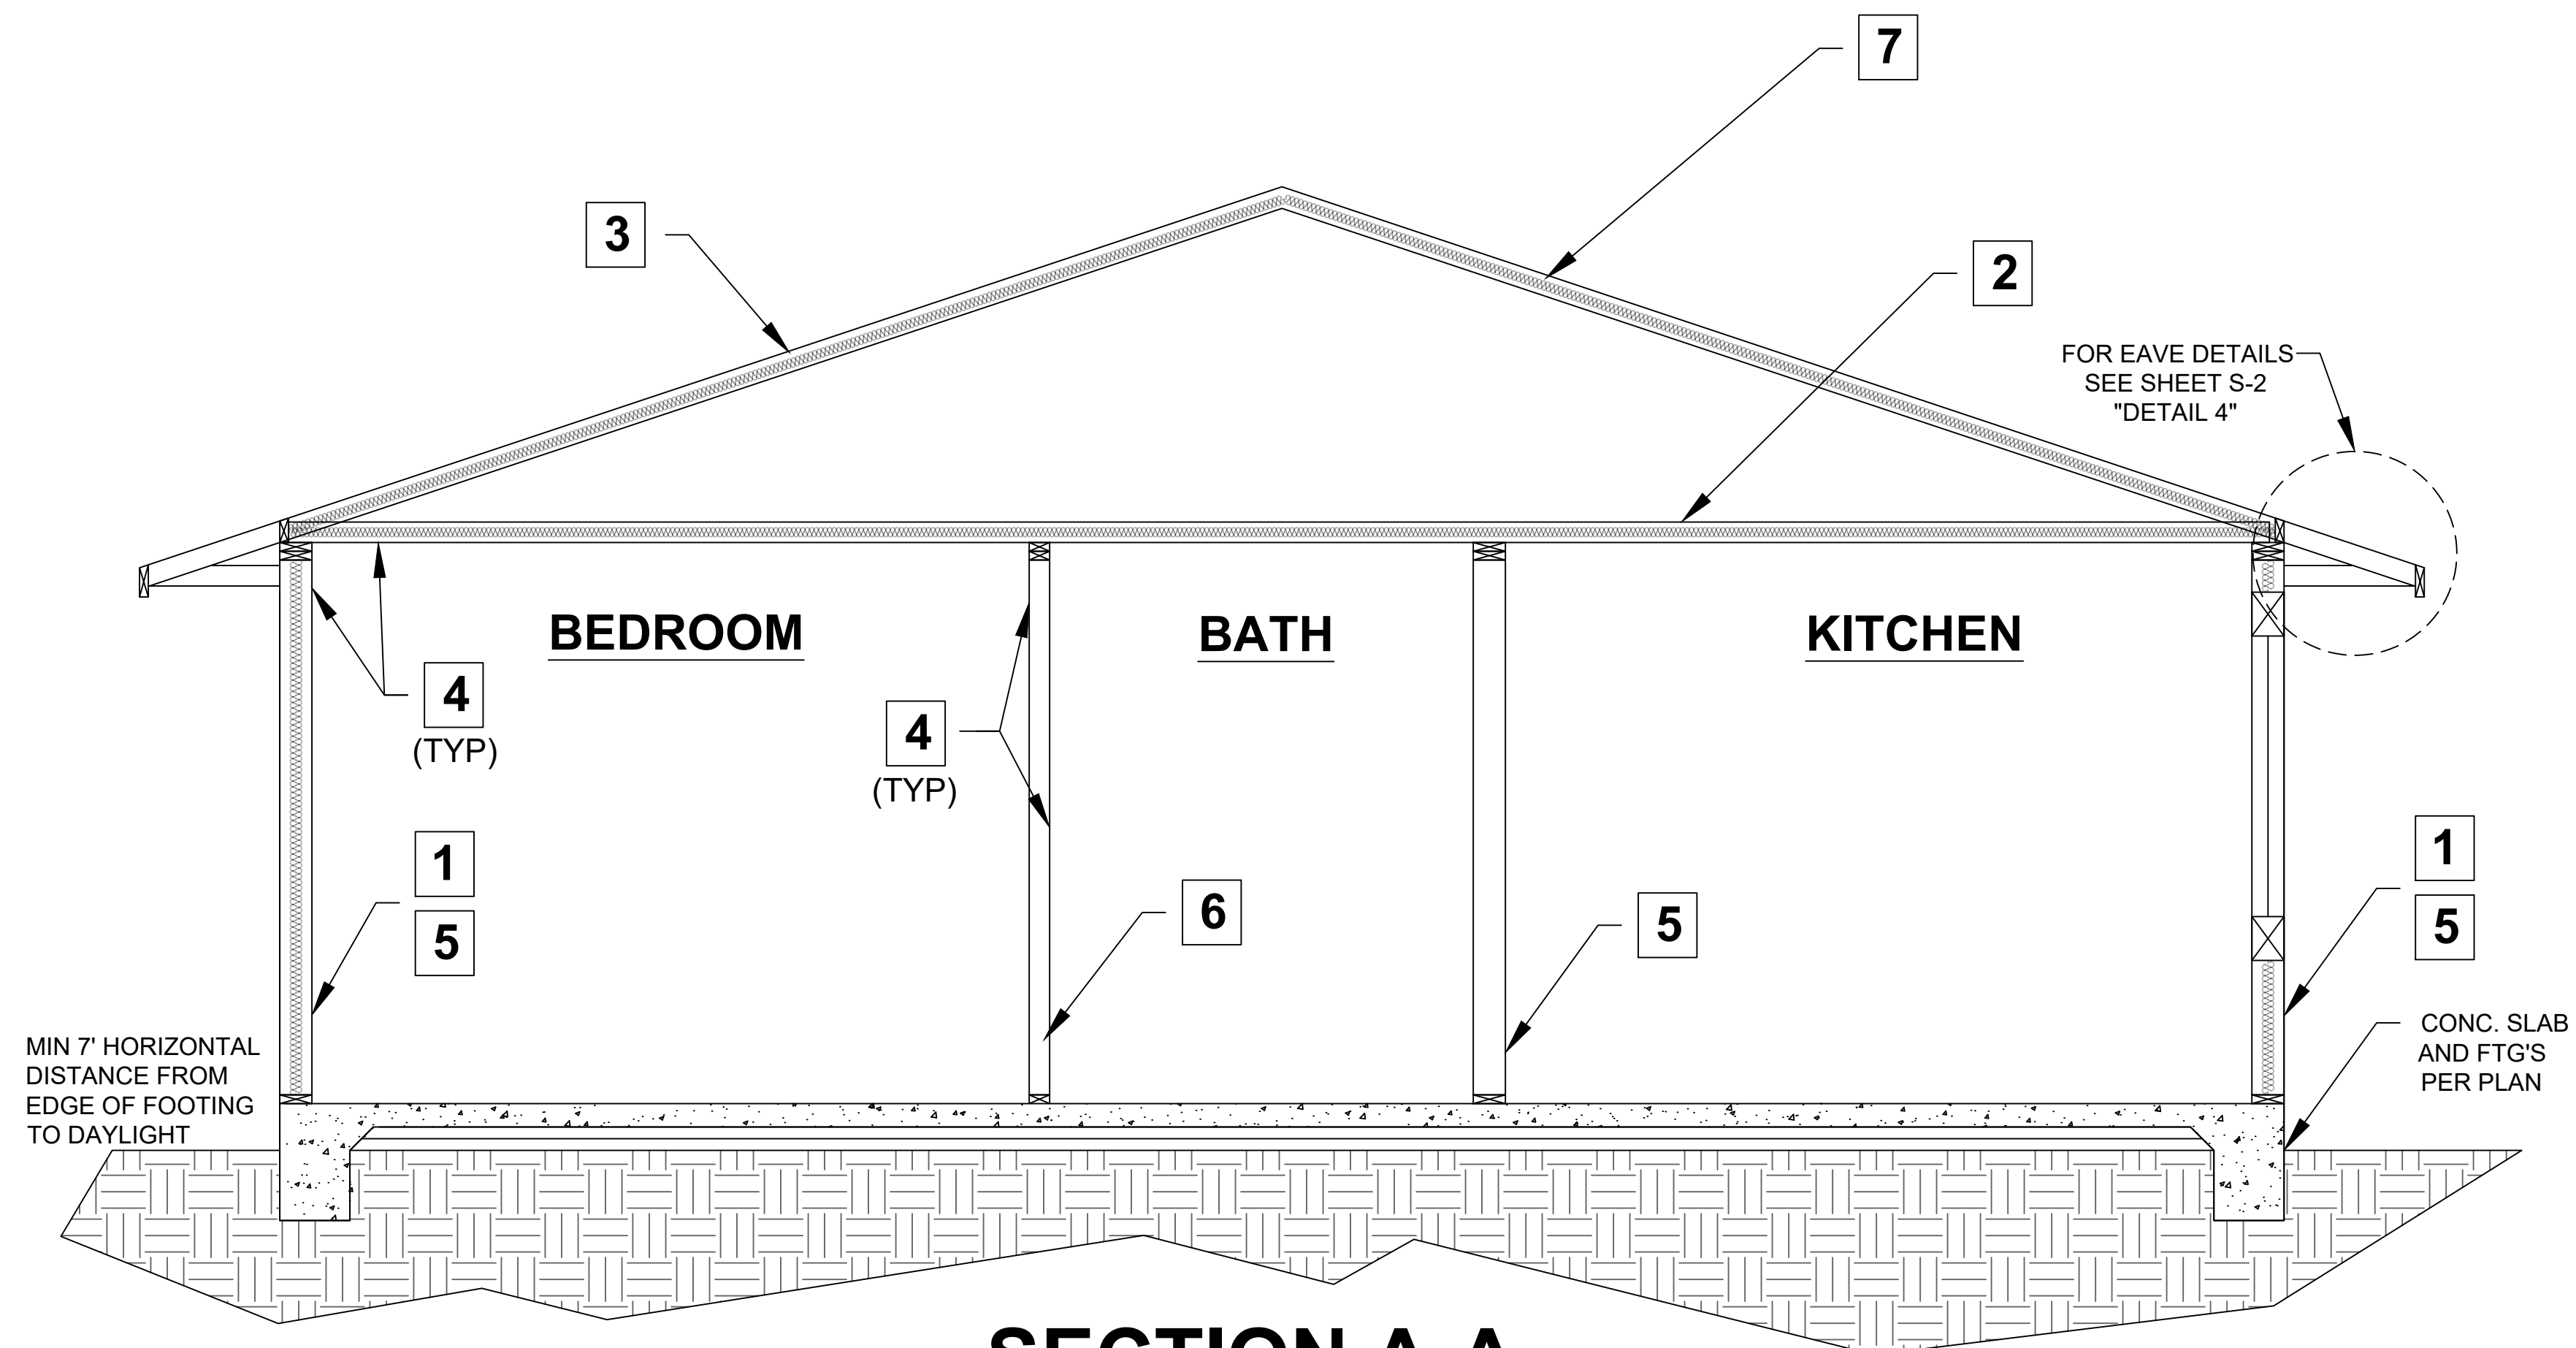 7
3
2
FOR EAVE DETAILS
SEE SHEET S-2
"DETAIL 4"
BEDROOM
BATH
KITCHEN
4
(TYP)
4
(TYP)
1
5
6
5
1
5
MIN 7' HORIZONTAL
DISTANCE FROM
EDGE OF FOOTING
TO DAYLIGHT
CONC. SLAB
AND FTG'S
PER PLAN
SECTION A-A